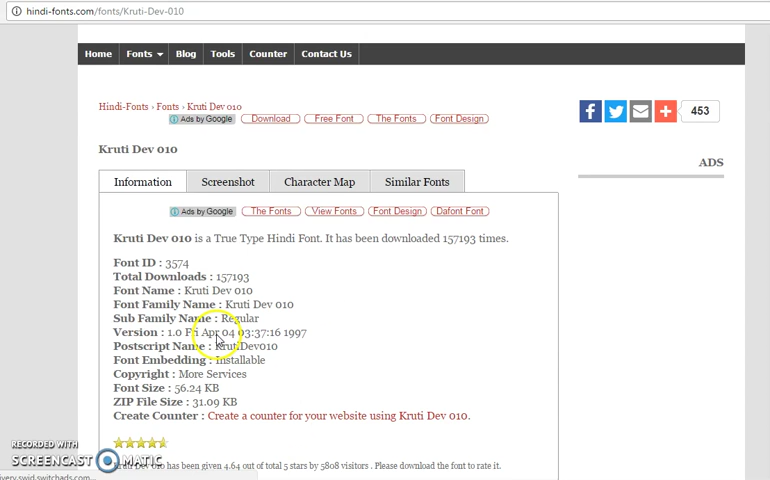 hindi-fonts.com/fonts/Kruti-Dev-010
Home Fonts Blog Tools Counter Contact Us
Hindi-Fonts › Fonts › Kruti Dev 010
Ads by Google Download Free Font The Fonts Font Design
453
Kruti Dev 010
ADS
Information Screenshot Character Map Similar Fonts
Ads by Google The Fonts View Fonts Font Design Dafont Font
Kruti Dev 010 is a True Type Hindi Font. It has been downloaded 157193 times.
Font ID : 3574
Total Downloads : 157193
Font Name : Kruti Dev 010
Font Family Name : Kruti Dev 010
Sub Family Name : Regular
Version : 1.0 Fri Apr 04 03:37:16 1997
Postscript Name : KrutiDev010
Font Embedding : Installable
Copyright : More Services
Font Size : 56.24 KB
ZIP File Size : 31.09 KB
Create Counter : Create a counter for your website using Kruti Dev 010.
RECORDED WITH
SCREENCAST MATIC
Kruti Dev 010 has been given 4.64 out of total 5 stars by 5808 visitors . Please download the font to rate it.